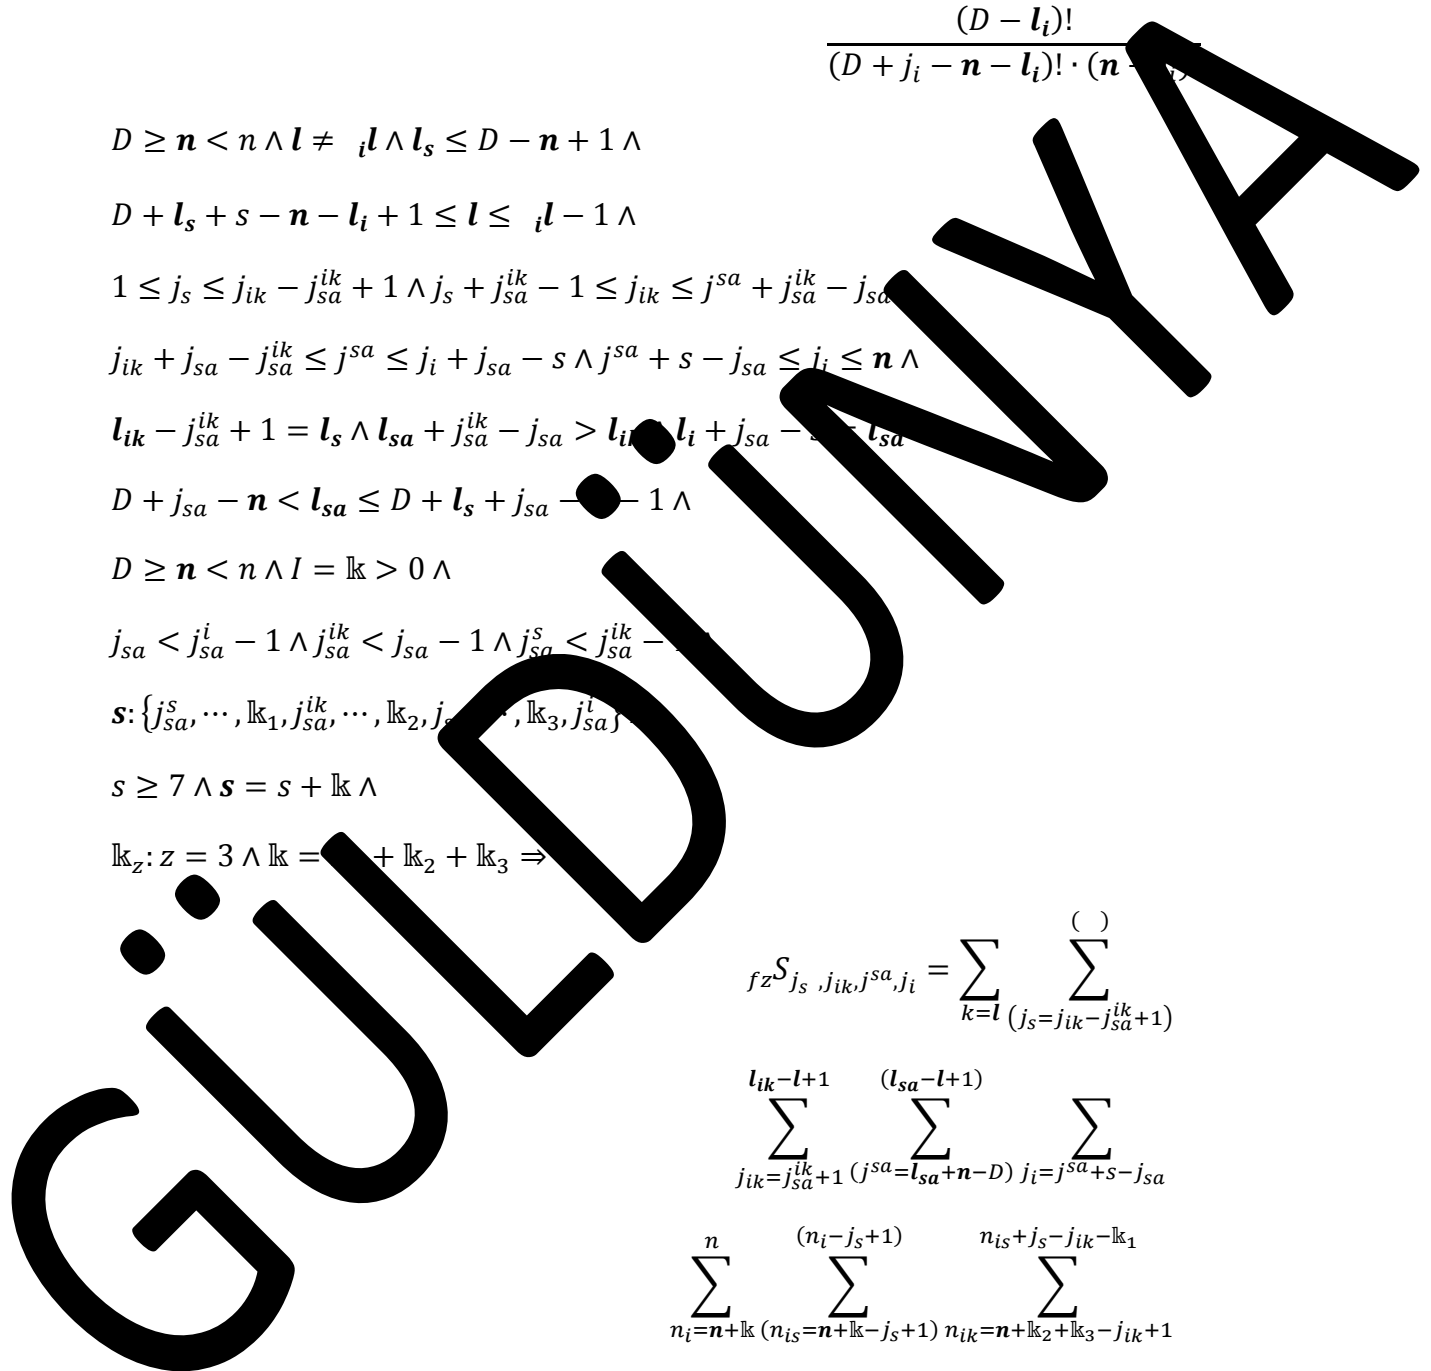 (D − l_i)!
(D + j_i − n − l_i)! · (n
D ≥ n < n ∧ l ≠ _il ∧ l_s ≤ D − n + 1 ∧
D + l_s + s − n − l_i + 1 ≤ l ≤ _il − 1 ∧
1 ≤ j_s ≤ j_ik − j_sa^ik + 1 ∧ j_s + j_sa^ik − 1 ≤ j_ik ≤ j^sa + j_sa^ik − j_sa
j_ik + j_sa − j_sa^ik ≤ j^sa ≤ j_i + j_sa − s ∧ j^sa + s − j_sa ≤ j_i ≤ n ∧
l_ik − j_sa^ik + 1 = l_s ∧ l_sa + j_sa^ik − j_sa > l_ik ∧ l_i + j_sa − l_sa
D + j_sa − n < l_sa ≤ D + l_s + j_sa − − 1 ∧
D ≥ n < n ∧ I = 𝕜 > 0 ∧
j_sa < j_sa^i − 1 ∧ j_sa^ik < j_sa − 1 ∧ j_sa^s < j_sa^ik −
s: {j_sa^s, ⋯, 𝕜_1, j_sa^ik, ⋯, 𝕜_2, , 𝕜_3, j_sa^i}
s ≥ 7 ∧ s = s + 𝕜 ∧
𝕜_z: z = 3 ∧ 𝕜 = + 𝕜_2 + 𝕜_3 ⇒
_fzS_{j_s ,j_ik,j^sa,j_i} = ∑_{k=l} ∑_{(j_s=j_ik−j_sa^ik+1)}^{( )}
∑_{j_ik=j_sa^ik+1}^{l_ik−l+1} ∑_{(j^sa=l_sa+n−D)}^{(l_sa−l+1)} ∑_{j_i=j^sa+s−j_sa}
∑_{n_i=n+𝕜}^{n} ∑_{(n_is=n+𝕜−j_s+1)}^{(n_i−j_s+1)} ∑_{n_ik=n+𝕜_2+𝕜_3−j_ik+1}^{n_is+j_s−j_ik−𝕜_1}
GÜLDÜNYA